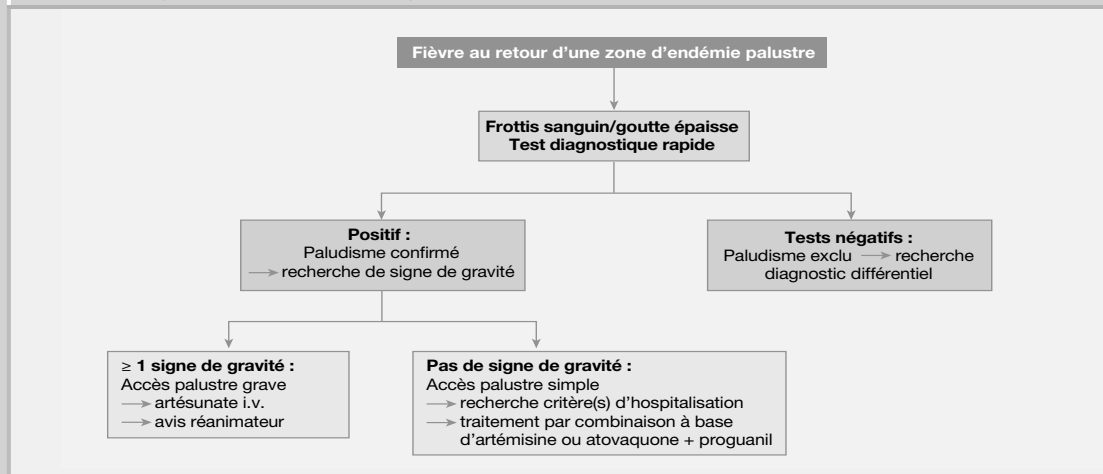 Fièvre au retour d'une zone d'endémie palustre
Frottis sanguin/goutte épaisse
Test diagnostique rapide
Positif :
Paludisme confirmé
→ recherche de signe de gravité
Tests négatifs :
Paludisme exclu → recherche
diagnostic différentiel
≥ 1 signe de gravité :
Accès palustre grave
→ artésunate i.v.
→ avis réanimateur
Pas de signe de gravité :
Accès palustre simple
→ recherche critère(s) d'hospitalisation
→ traitement par combinaison à base
d'artémisine ou atovaquone + proguanil